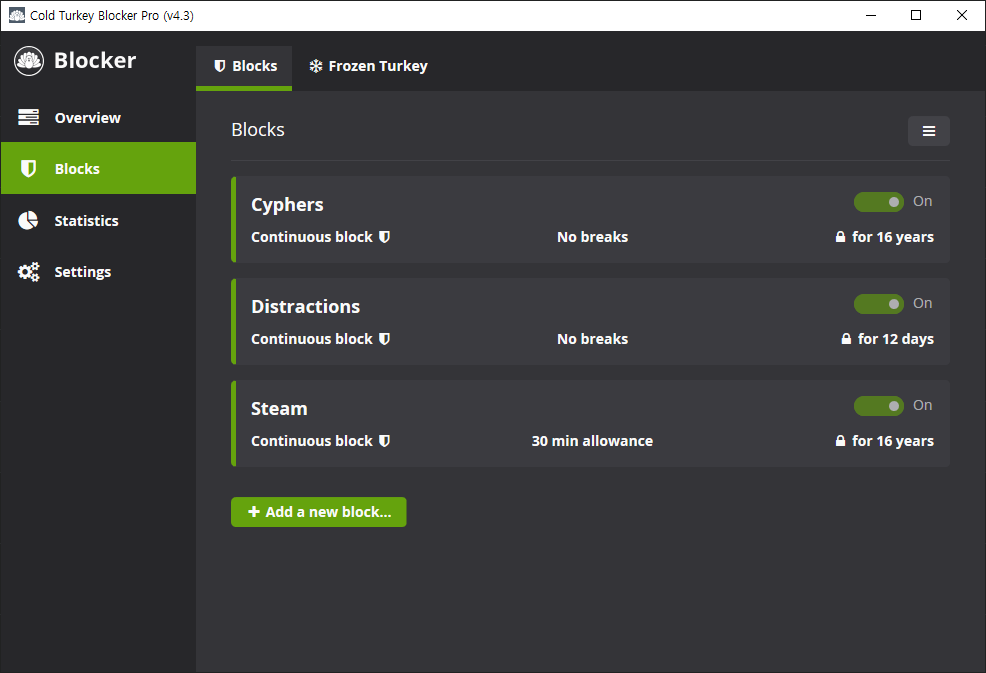 Cold Turkey Blocker Pro (v4.3)
Blocker
Overview
Blocks
Statistics
Settings
Blocks
Frozen Turkey
Blocks
Cyphers
On
Continuous block
No breaks
for 16 years
Distractions
On
Continuous block
No breaks
for 12 days
Steam
On
Continuous block
30 min allowance
for 16 years
+ Add a new block...